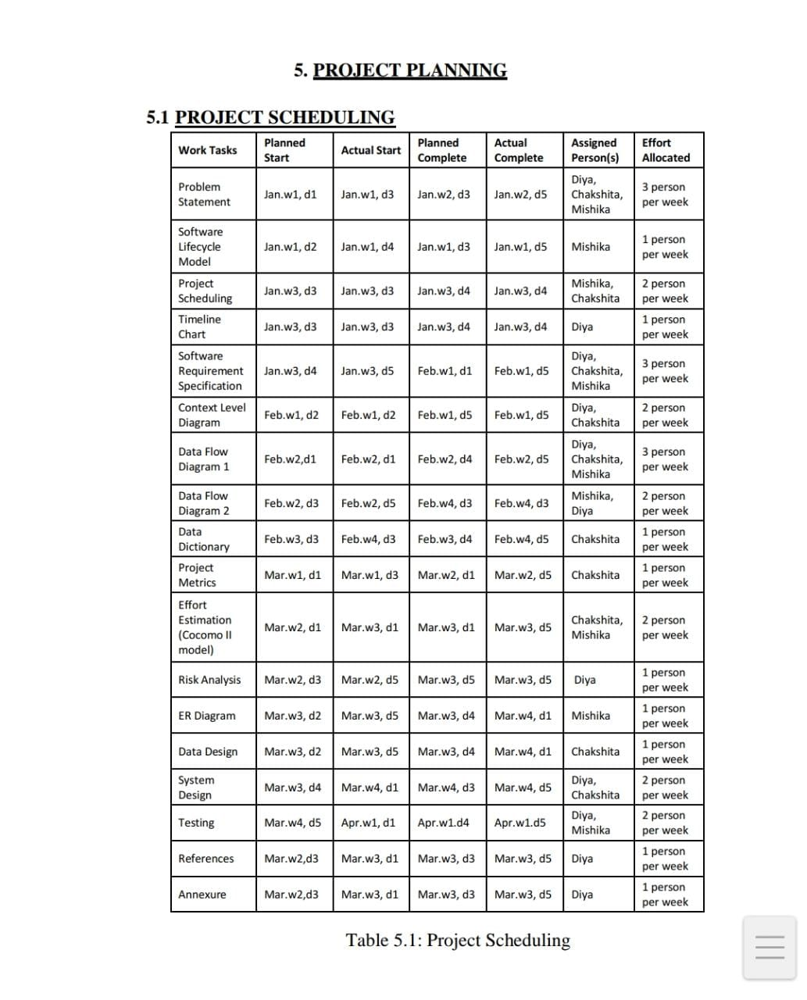 5. PROJECT PLANNING
5.1 PROJECT SCHEDULING
Work Tasks | Planned Start | Actual Start | Planned Complete | Actual Complete | Assigned Person(s) | Effort Allocated
Problem Statement | Jan.w1, d1 | Jan.w1, d3 | Jan.w2, d3 | Jan.w2, d5 | Diya, Chakshita, Mishika | 3 person per week
Software Lifecycle Model | Jan.w1, d2 | Jan.w1, d4 | Jan.w1, d3 | Jan.w1, d5 | Mishika | 1 person per week
Project Scheduling | Jan.w3, d3 | Jan.w3, d3 | Jan.w3, d4 | Jan.w3, d4 | Mishika, Chakshita | 2 person per week
Timeline Chart | Jan.w3, d3 | Jan.w3, d3 | Jan.w3, d4 | Jan.w3, d4 | Diya | 1 person per week
Software Requirement Specification | Jan.w3, d4 | Jan.w3, d5 | Feb.w1, d1 | Feb.w1, d5 | Diya, Chakshita, Mishika | 3 person per week
Context Level Diagram | Feb.w1, d2 | Feb.w1, d2 | Feb.w1, d5 | Feb.w1, d5 | Diya, Chakshita | 2 person per week
Data Flow Diagram 1 | Feb.w2,d1 | Feb.w2, d1 | Feb.w2, d4 | Feb.w2, d5 | Diya, Chakshita, Mishika | 3 person per week
Data Flow Diagram 2 | Feb.w2, d3 | Feb.w2, d5 | Feb.w4, d3 | Feb.w4, d3 | Mishika, Diya | 2 person per week
Data Dictionary | Feb.w3, d3 | Feb.w4, d3 | Feb.w3, d4 | Feb.w4, d5 | Chakshita | 1 person per week
Project Metrics | Mar.w1, d1 | Mar.w1, d3 | Mar.w2, d1 | Mar.w2, d5 | Chakshita | 1 person per week
Effort Estimation (Cocomo II model) | Mar.w2, d1 | Mar.w3, d1 | Mar.w3, d1 | Mar.w3, d5 | Chakshita, Mishika | 2 person per week
Risk Analysis | Mar.w2, d3 | Mar.w2, d5 | Mar.w3, d5 | Mar.w3, d5 | Diya | 1 person per week
ER Diagram | Mar.w3, d2 | Mar.w3, d5 | Mar.w3, d4 | Mar.w4, d1 | Mishika | 1 person per week
Data Design | Mar.w3, d2 | Mar.w3, d5 | Mar.w3, d4 | Mar.w4, d1 | Chakshita | 1 person per week
System Design | Mar.w3, d4 | Mar.w4, d1 | Mar.w4, d3 | Mar.w4, d5 | Diya, Chakshita | 2 person per week
Testing | Mar.w4, d5 | Apr.w1, d1 | Apr.w1.d4 | Apr.w1.d5 | Diya, Mishika | 2 person per week
References | Mar.w2,d3 | Mar.w3, d1 | Mar.w3, d3 | Mar.w3, d5 | Diya | 1 person per week
Annexure | Mar.w2,d3 | Mar.w3, d1 | Mar.w3, d3 | Mar.w3, d5 | Diya | 1 person per week
Table 5.1: Project Scheduling